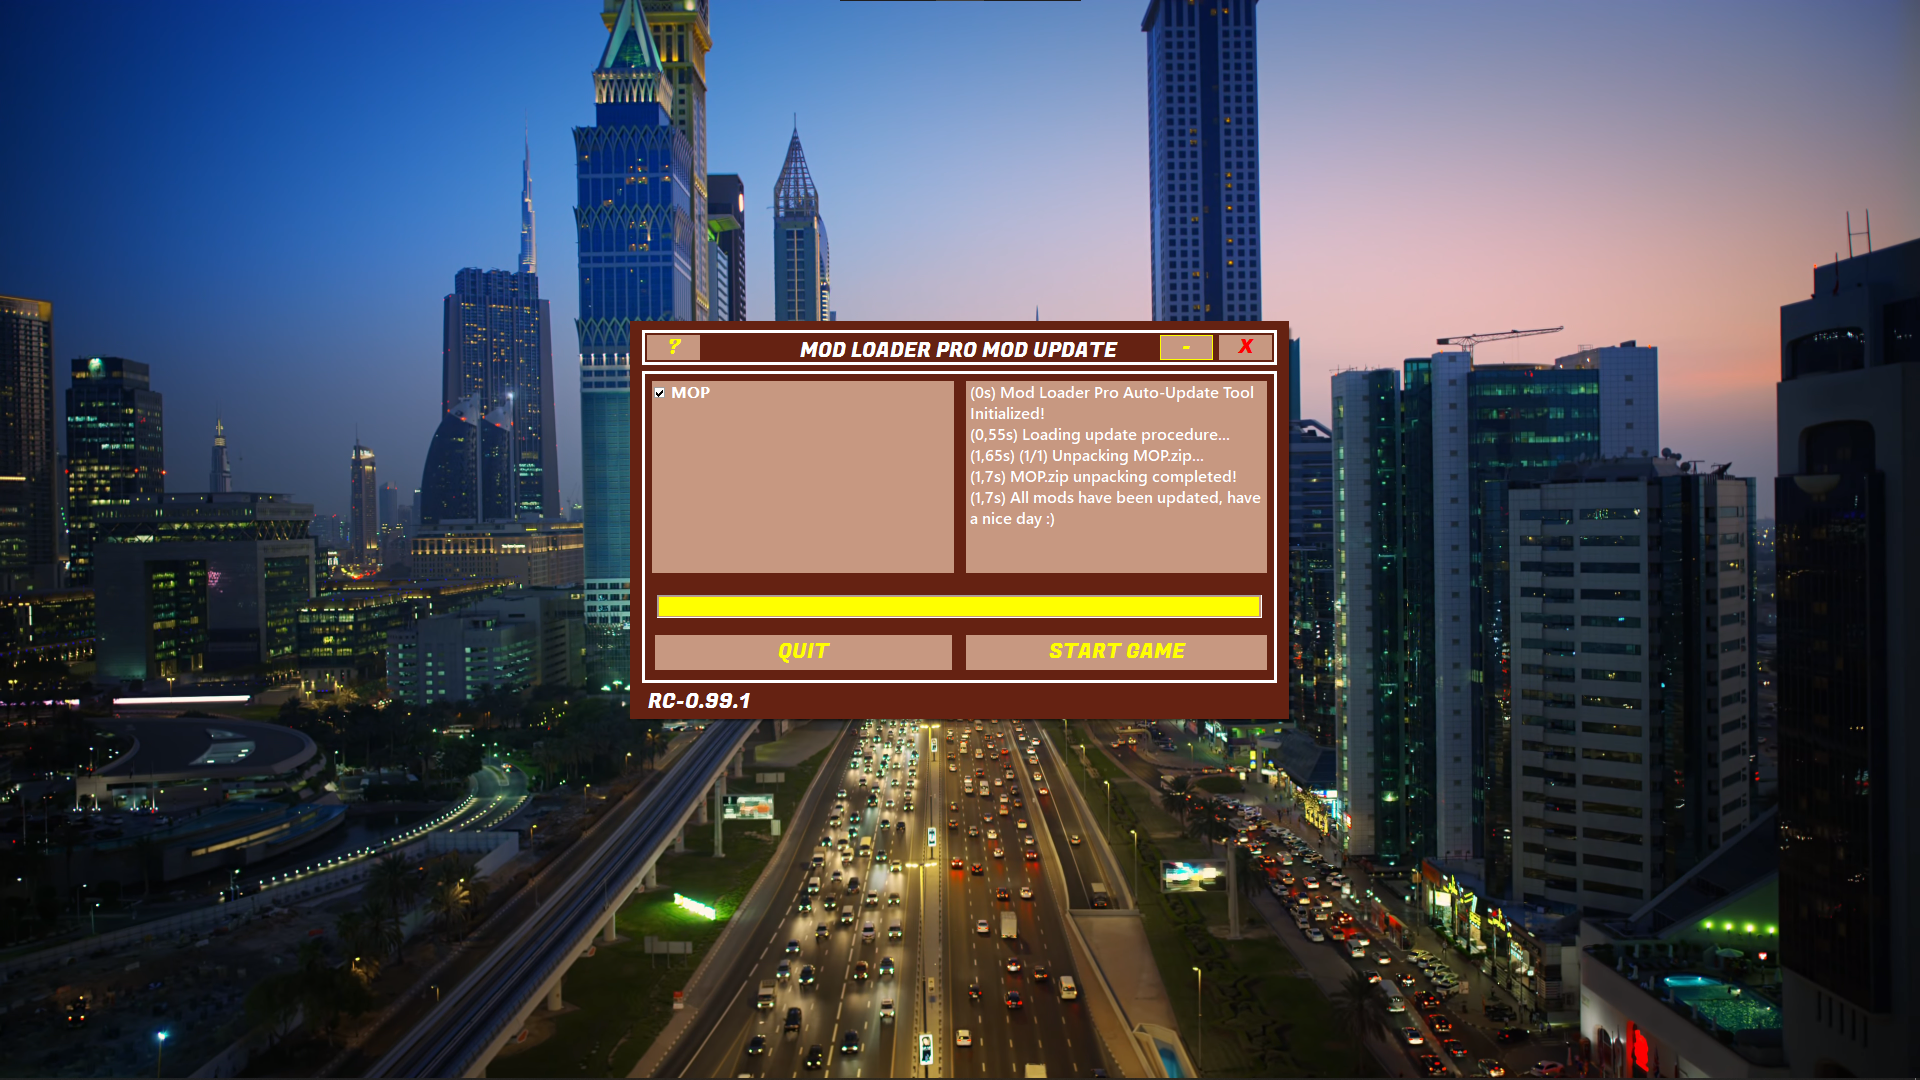 ?
MOD LOADER PRO MOD UPDATE
-
X
MOP
(0s) Mod Loader Pro Auto-Update Tool
Initialized!
(0,55s) Loading update procedure...
(1,65s) (1/1) Unpacking MOP.zip...
(1,7s) MOP.zip unpacking completed!
(1,7s) All mods have been updated, have
a nice day :)
QUIT
START GAME
RC-0.99.1